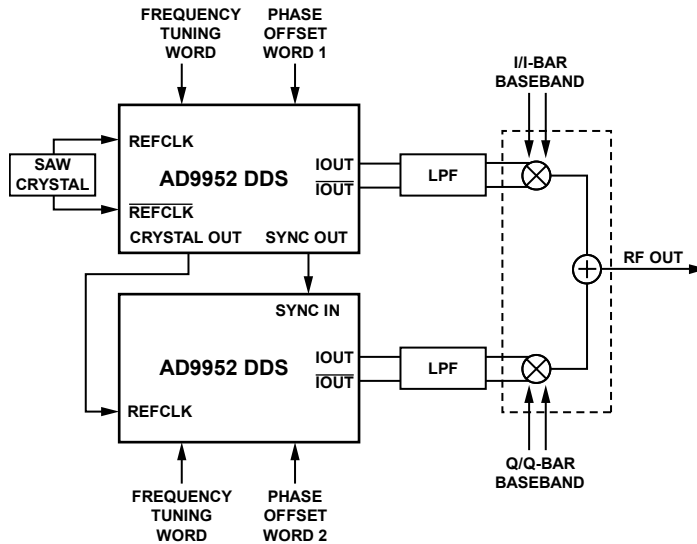 FREQUENCY
TUNING
WORD
PHASE
OFFSET
WORD 1
I/I-BAR
BASEBAND
REFCLK
SAW
CRYSTAL
AD9952 DDS
IOUT
IOUT
LPF
REFCLK
CRYSTAL OUT
SYNC OUT
RF OUT
SYNC IN
AD9952 DDS
IOUT
IOUT
LPF
REFCLK
Q/Q-BAR
BASEBAND
FREQUENCY
TUNING
WORD
PHASE
OFFSET
WORD 2